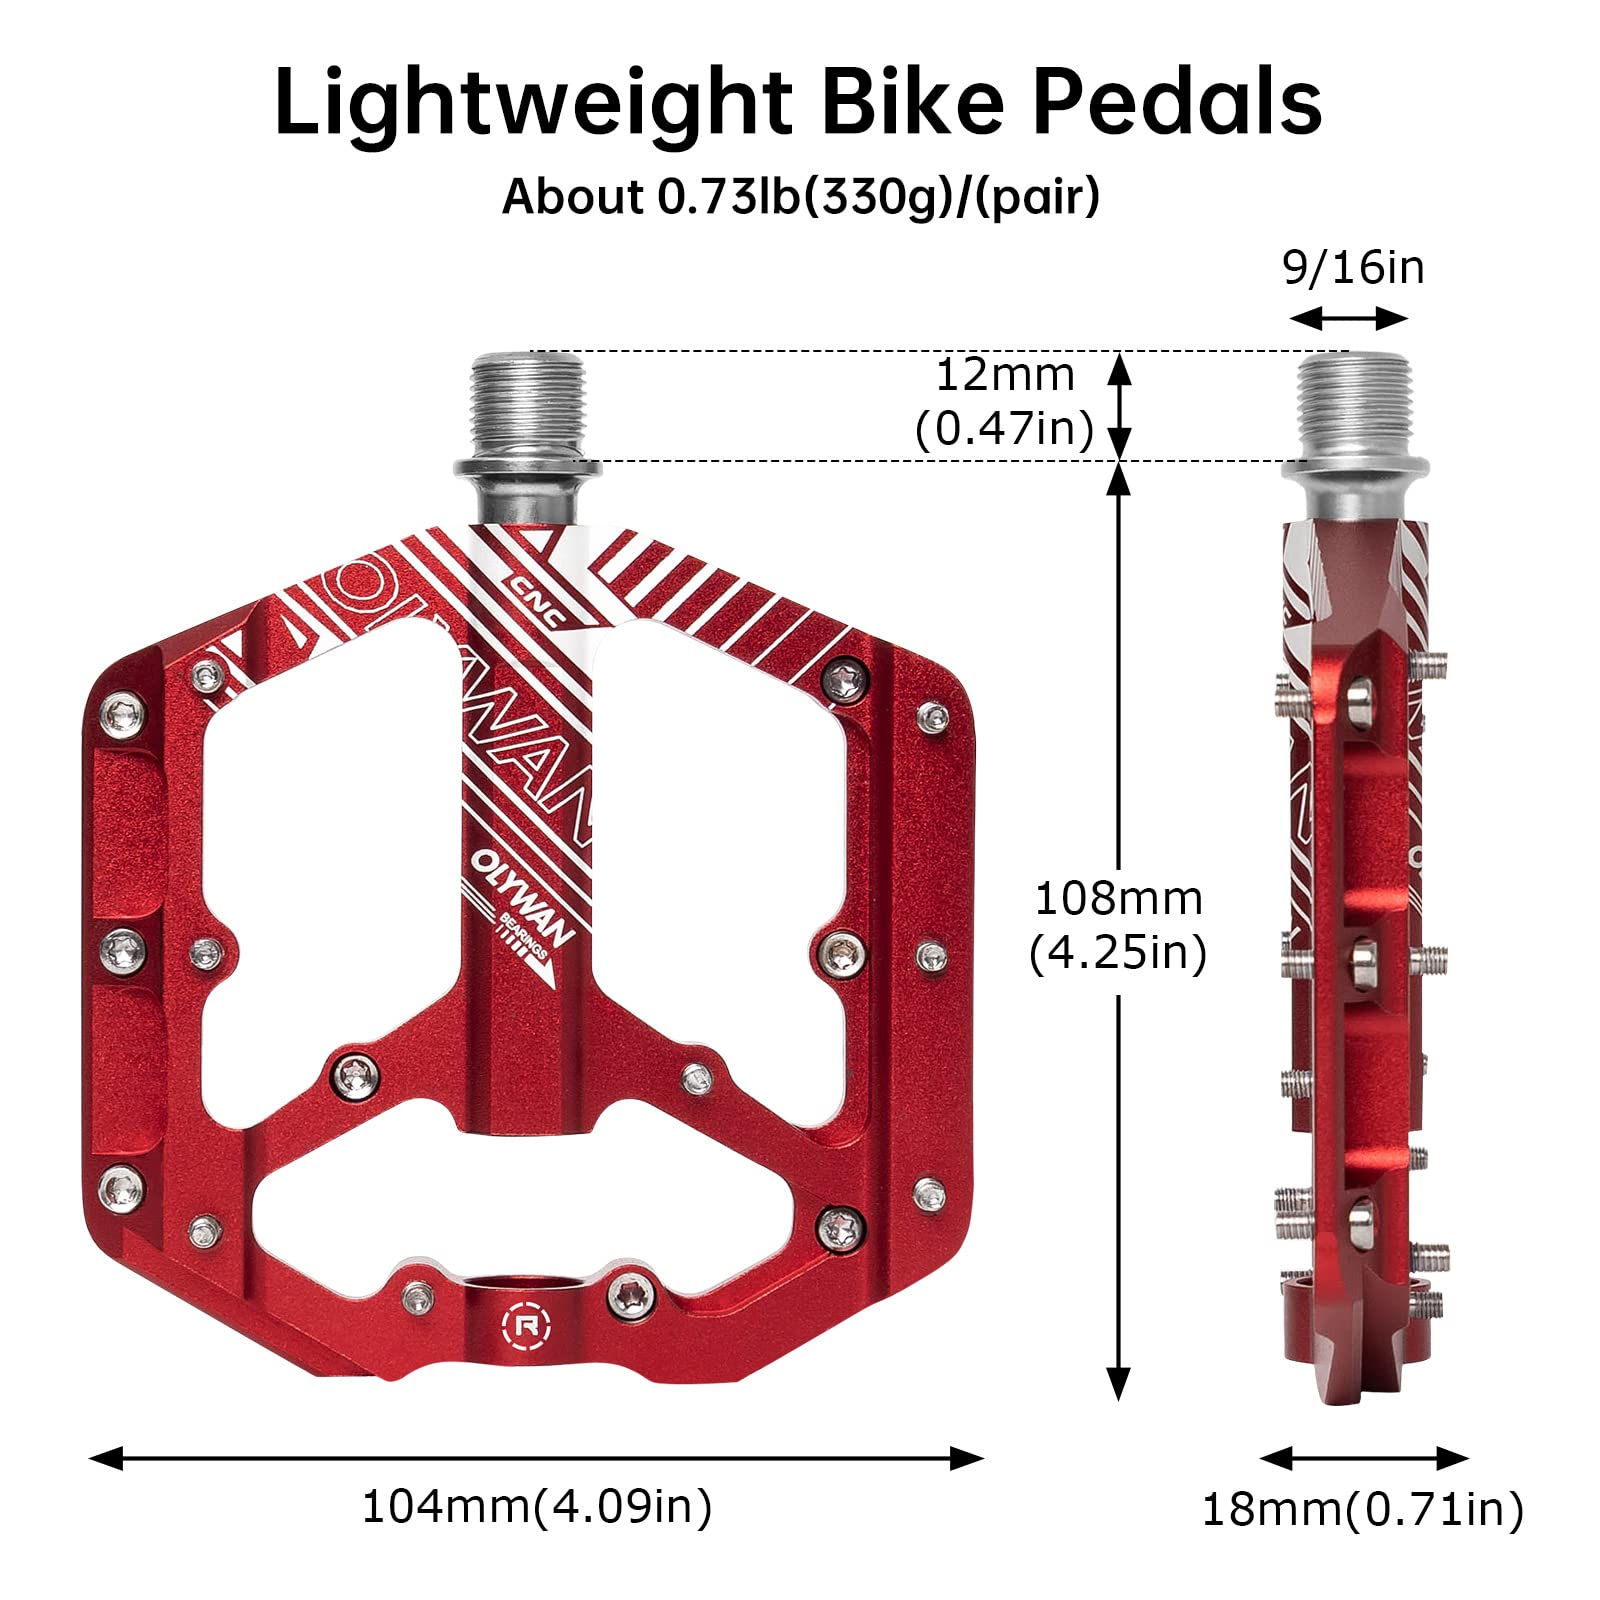 Lightweight Bike Pedals
About 0.73lb(330g)/(pair)
9/16in
12mm
(0.47in)
CNC
OLYWAN
OLYWAN
BEARINGS
108mm
(4.25in)
R
104mm(4.09in)
18mm(0.71in)